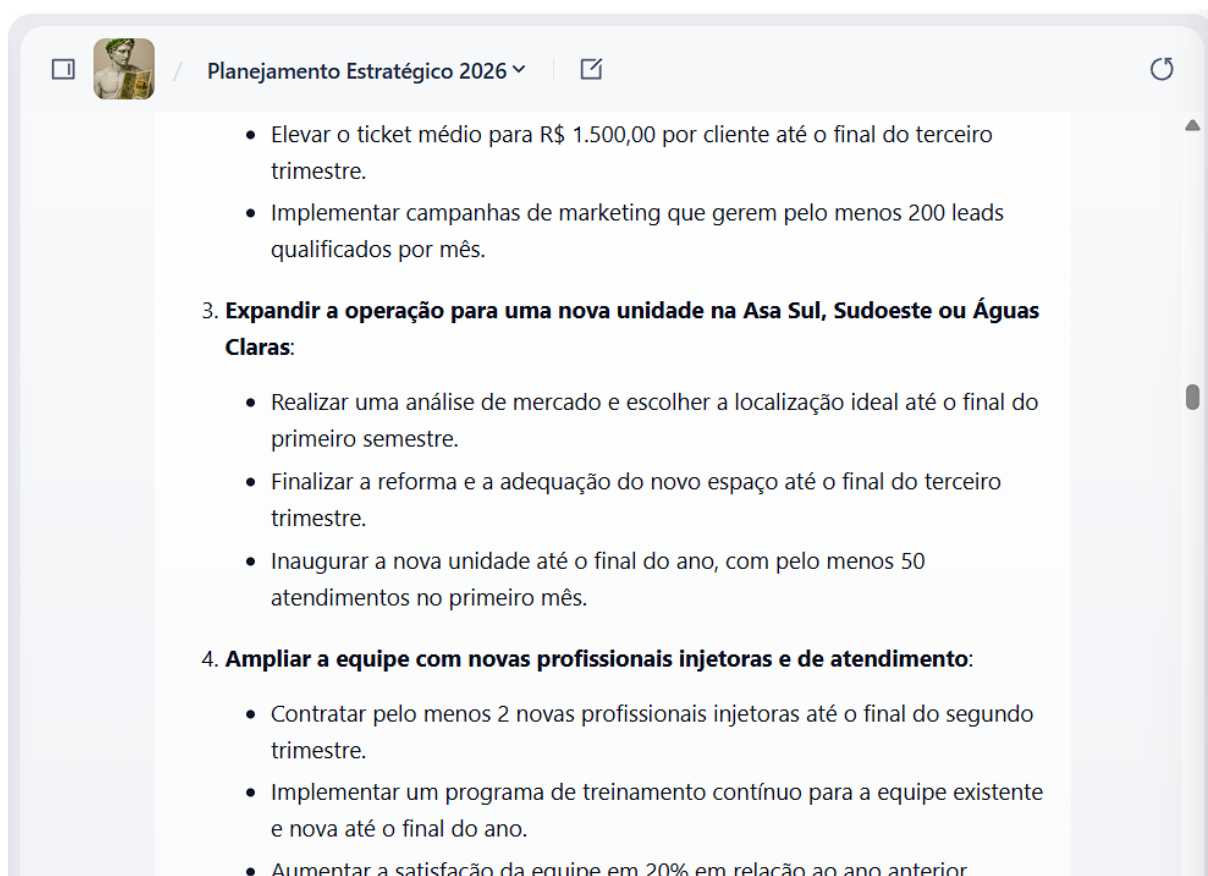 / Planejamento Estratégico 2026
• Elevar o ticket médio para R$ 1.500,00 por cliente até o final do terceiro
trimestre.
• Implementar campanhas de marketing que gerem pelo menos 200 leads
qualificados por mês.
3. Expandir a operação para uma nova unidade na Asa Sul, Sudoeste ou Águas
Claras:
• Realizar uma análise de mercado e escolher a localização ideal até o final do
primeiro semestre.
• Finalizar a reforma e a adequação do novo espaço até o final do terceiro
trimestre.
• Inaugurar a nova unidade até o final do ano, com pelo menos 50
atendimentos no primeiro mês.
4. Ampliar a equipe com novas profissionais injetoras e de atendimento:
• Contratar pelo menos 2 novas profissionais injetoras até o final do segundo
trimestre.
• Implementar um programa de treinamento contínuo para a equipe existente
e nova até o final do ano.
• Aumentar a satisfação da equipe em 20% em relação ao ano anterior